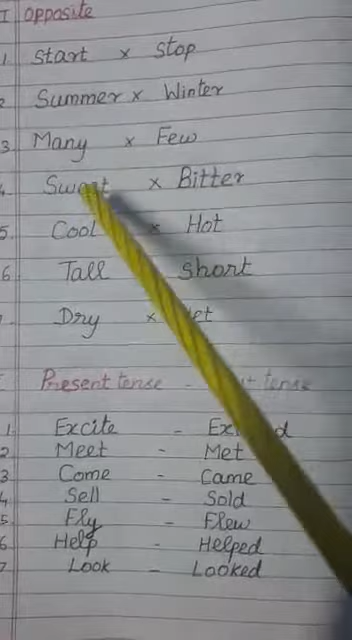 I Opposite
1 Start × Stop
2 Summer × Winter
3 Many × Few
4 × Bitter
5. Cool × Hot
6 Tall Short
Dry ×
Present tense - tense
1 Excite -
2 Meet - Met
3 Come - Came
4 Sell - Sold
5 Fly - Flew
6 Help - Helped
7 Look - Looked